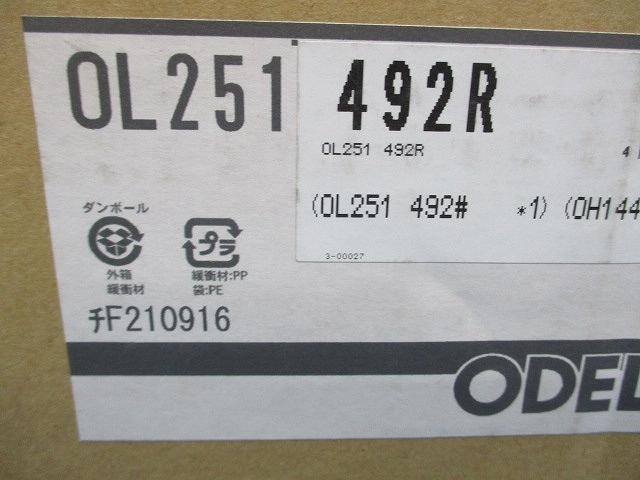 OL251 492R
OL251 492R 4
(OL251 492# *1) (OH144
3-00027
ダンボール
外箱
緩衝材
プラ
緩衝材:PP
袋:PE
チF210916
ODEL